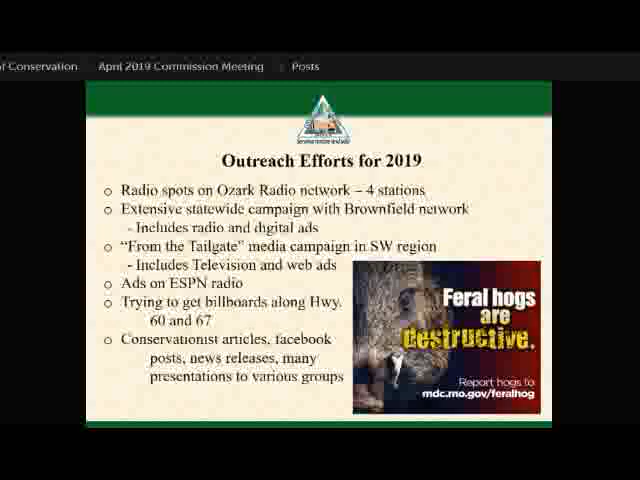 of Conservation   April 2019 Commission Meeting   Posts
Outreach Efforts for 2019
o Radio spots on Ozark Radio network – 4 stations
o Extensive statewide campaign with Brownfield network
- Includes radio and digital ads
o “From the Tailgate” media campaign in SW region
- Includes Television and web ads
o Ads on ESPN radio
o Trying to get billboards along Hwy.
60 and 67
o Conservationist articles, facebook
posts, news releases, many
presentations to various groups
Feral hogs
are
destructive.
Report hogs to
mdc.mo.gov/feralhog